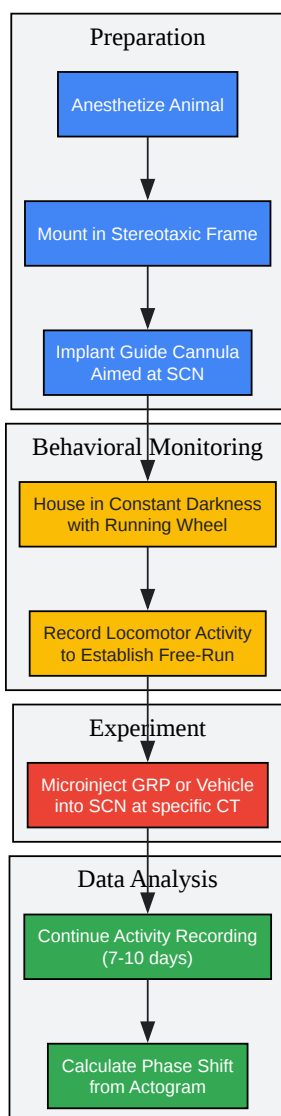 Preparation
Anesthetize Animal
Mount in Stereotaxic Frame
Implant Guide Cannula
Aimed at SCN
Behavioral Monitoring
House in Constant Darkness
with Running Wheel
Record Locomotor Activity
to Establish Free-Run
Experiment
Microinject GRP or Vehicle
into SCN at specific CT
Data Analysis
Continue Activity Recording
(7-10 days)
Calculate Phase Shift
from Actogram